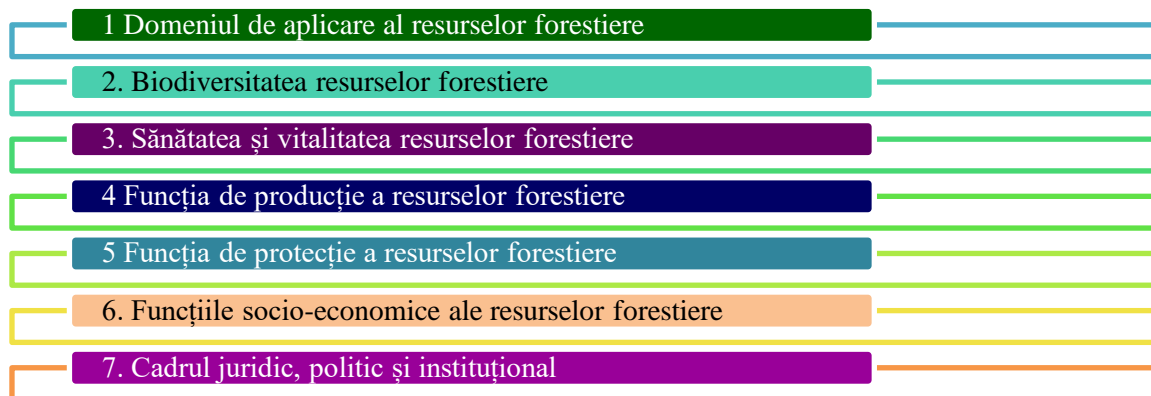 1 Domeniul de aplicare al resurselor forestiere
2. Biodiversitatea resurselor forestiere
3. Sănătatea și vitalitatea resurselor forestiere
4 Funcția de producție a resurselor forestiere
5 Funcția de protecție a resurselor forestiere
6. Funcțiile socio-economice ale resurselor forestiere
7. Cadrul juridic, politic și instituțional